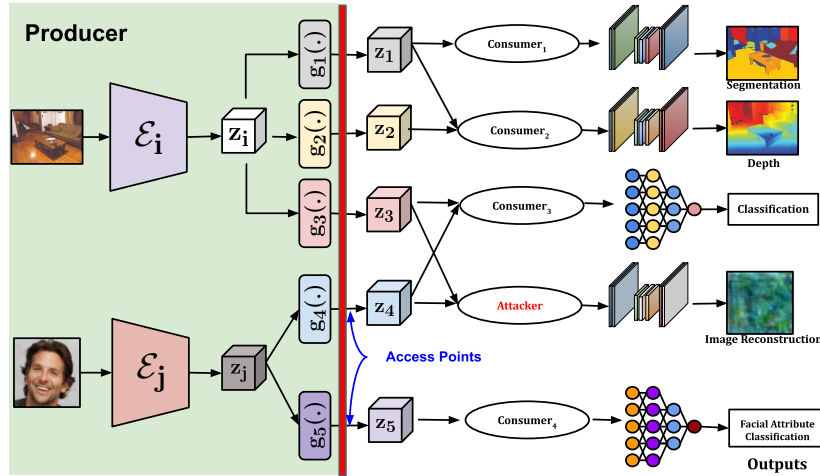 Producer
g₁(.)
z₁
Consumer₁
Segmentation
ℰᵢ
zᵢ
g₂(.)
z₂
Consumer₂
Depth
g₃(.)
z₃
Consumer₃
Classification
g₄(.)
z₄
Attacker
Image Reconstruction
Access Points
ℰⱼ
zⱼ
g₅(.)
z₅
Consumer₄
Facial Attribute
Classification
Outputs